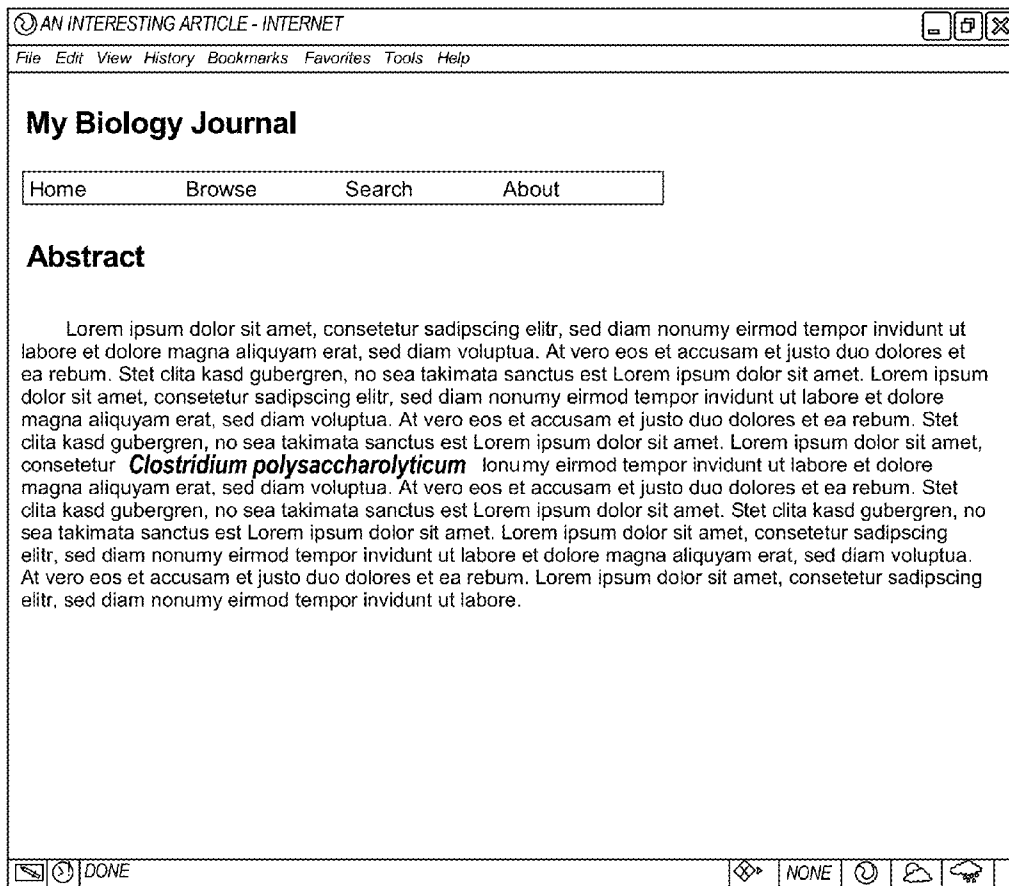 AN INTERESTING ARTICLE - INTERNET
File Edit View History Bookmarks Favorites Tools Help
My Biology Journal
Home Browse Search About
Abstract
Lorem ipsum dolor sit amet, consetetur sadipscing elitr, sed diam nonumy eirmod tempor invidunt ut
labore et dolore magna aliquyam erat, sed diam voluptua. At vero eos et accusam et justo duo dolores et
ea rebum. Stet clita kasd gubergren, no sea takimata sanctus est Lorem ipsum dolor sit amet. Lorem ipsum
dolor sit amet, consetetur sadipscing elitr, sed diam nonumy eirmod tempor invidunt ut labore et dolore
magna aliquyam erat, sed diam voluptua. At vero eos et accusam et justo duo dolores et ea rebum. Stet
clita kasd gubergren, no sea takimata sanctus est Lorem ipsum dolor sit amet. Lorem ipsum dolor sit amet,
consetetur Clostridium polysaccharolyticum lonumy eirmod tempor invidunt ut labore et dolore
magna aliquyam erat, sed diam voluptua. At vero eos et accusam et justo duo dolores et ea rebum. Stet
clita kasd gubergren, no sea takimata sanctus est Lorem ipsum dolor sit amet. Stet clita kasd gubergren, no
sea takimata sanctus est Lorem ipsum dolor sit amet. Lorem ipsum dolor sit amet, consetetur sadipscing
elitr, sed diam nonumy eirmod tempor invidunt ut labore et dolore magna aliquyam erat, sed diam voluptua.
At vero eos et accusam et justo duo dolores et ea rebum. Lorem ipsum dolor sit amet, consetetur sadipscing
elitr, sed diam nonumy eirmod tempor invidunt ut labore.
DONE NONE